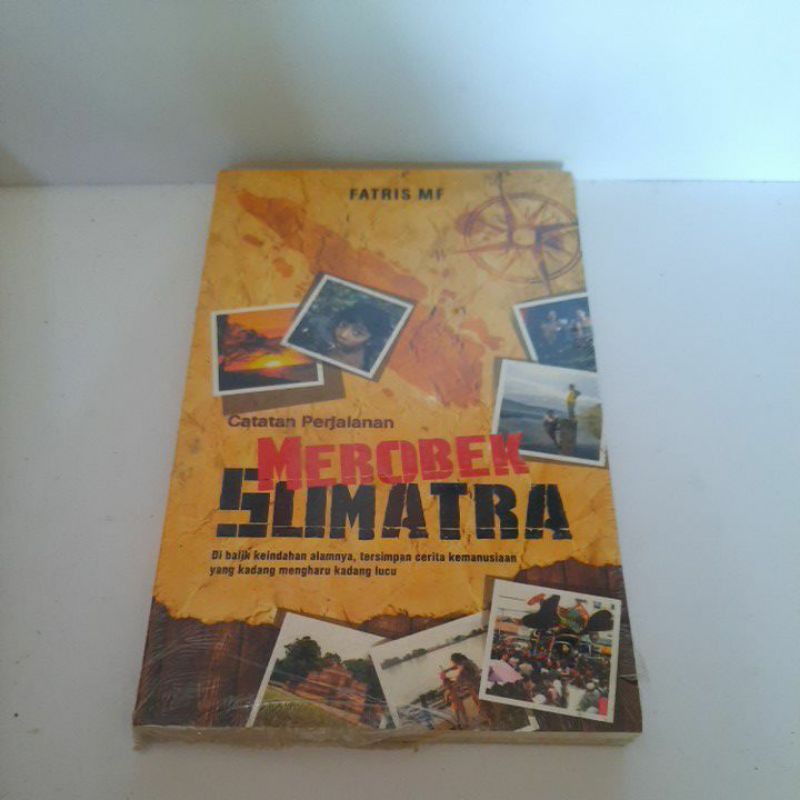 FATRIS MF
Catatan Perjalanan
MEROBEK
SUMATRA
Di balik keindahan alamnya, tersimpan cerita kemanusiaan
yang kadang mengharu kadang lucu